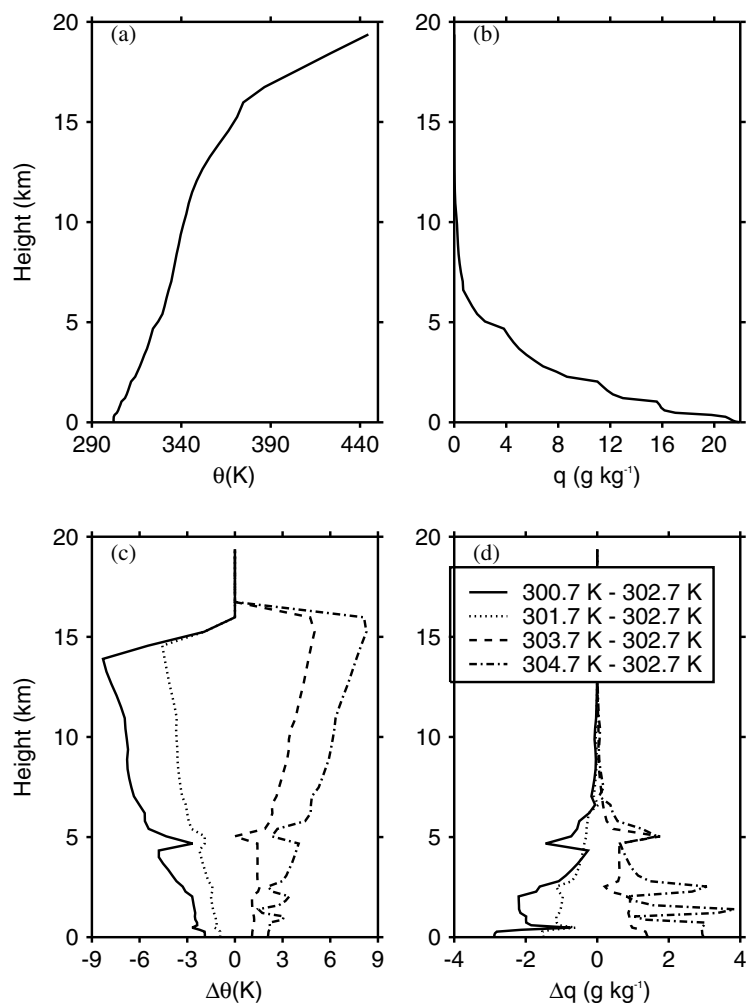 (a)
20
15
10
5
0
Height (km)
290 340 390 440
θ(K)
(b)
20
15
10
5
0
0 4 8 12 16 20
q (g kg⁻¹)
(c)
20
15
10
5
0
Height (km)
-9 -6 -3 0 3 6 9
Δθ(K)
(d)
20
15
10
5
0
300.7 K - 302.7 K
301.7 K - 302.7 K
303.7 K - 302.7 K
304.7 K - 302.7 K
-4 -2 0 2 4
Δq (g kg⁻¹)